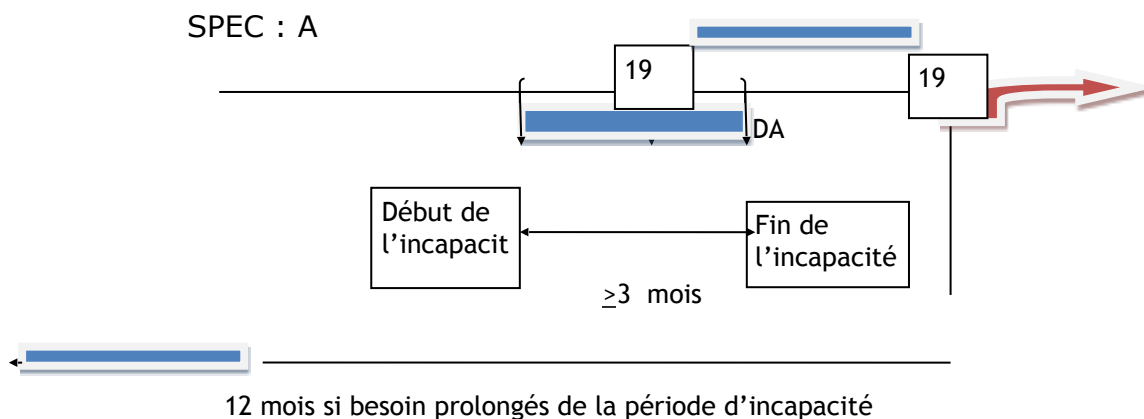 SPEC : A
19
19
DA
Début de
l'incapacit
Fin de
l'incapacité
>3 mois
12 mois si besoin prolongés de la période d'incapacité